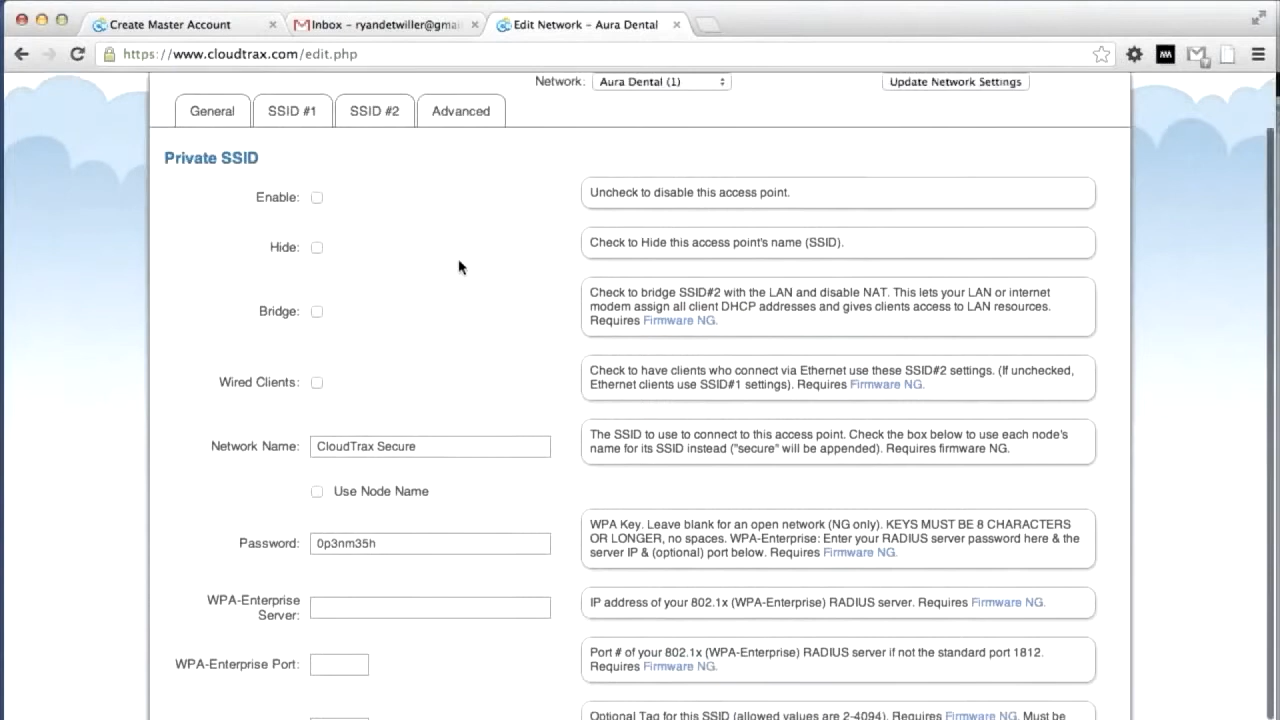 Create Master Account
Inbox – ryandetwiller@gmai
Edit Network – Aura Dental
https://www.cloudtrax.com/edit.php
Network:
Aura Dental (1)
Update Network Settings
General
SSID #1
SSID #2
Advanced
Private SSID
Enable:
Uncheck to disable this access point.
Hide:
Check to Hide this access point's name (SSID).
Bridge:
Check to bridge SSID#2 with the LAN and disable NAT. This lets your LAN or internet
modem assign all client DHCP addresses and gives clients access to LAN resources.
Requires Firmware NG.
Wired Clients:
Check to have clients who connect via Ethernet use these SSID#2 settings. (If unchecked,
Ethernet clients use SSID#1 settings). Requires Firmware NG.
Network Name:
CloudTrax Secure
The SSID to use to connect to this access point. Check the box below to use each node's
name for its SSID instead ("secure" will be appended). Requires firmware NG.
Use Node Name
Password:
0p3nm35h
WPA Key. Leave blank for an open network (NG only). KEYS MUST BE 8 CHARACTERS
OR LONGER, no spaces. WPA-Enterprise: Enter your RADIUS server password here & the
server IP & (optional) port below. Requires Firmware NG.
WPA-Enterprise
Server:
IP address of your 802.1x (WPA-Enterprise) RADIUS server. Requires Firmware NG.
WPA-Enterprise Port:
Port # of your 802.1x (WPA-Enterprise) RADIUS server if not the standard port 1812.
Requires Firmware NG.
Optional Tag for this SSID (allowed values are 2-4094). Requires Firmware NG. Must be